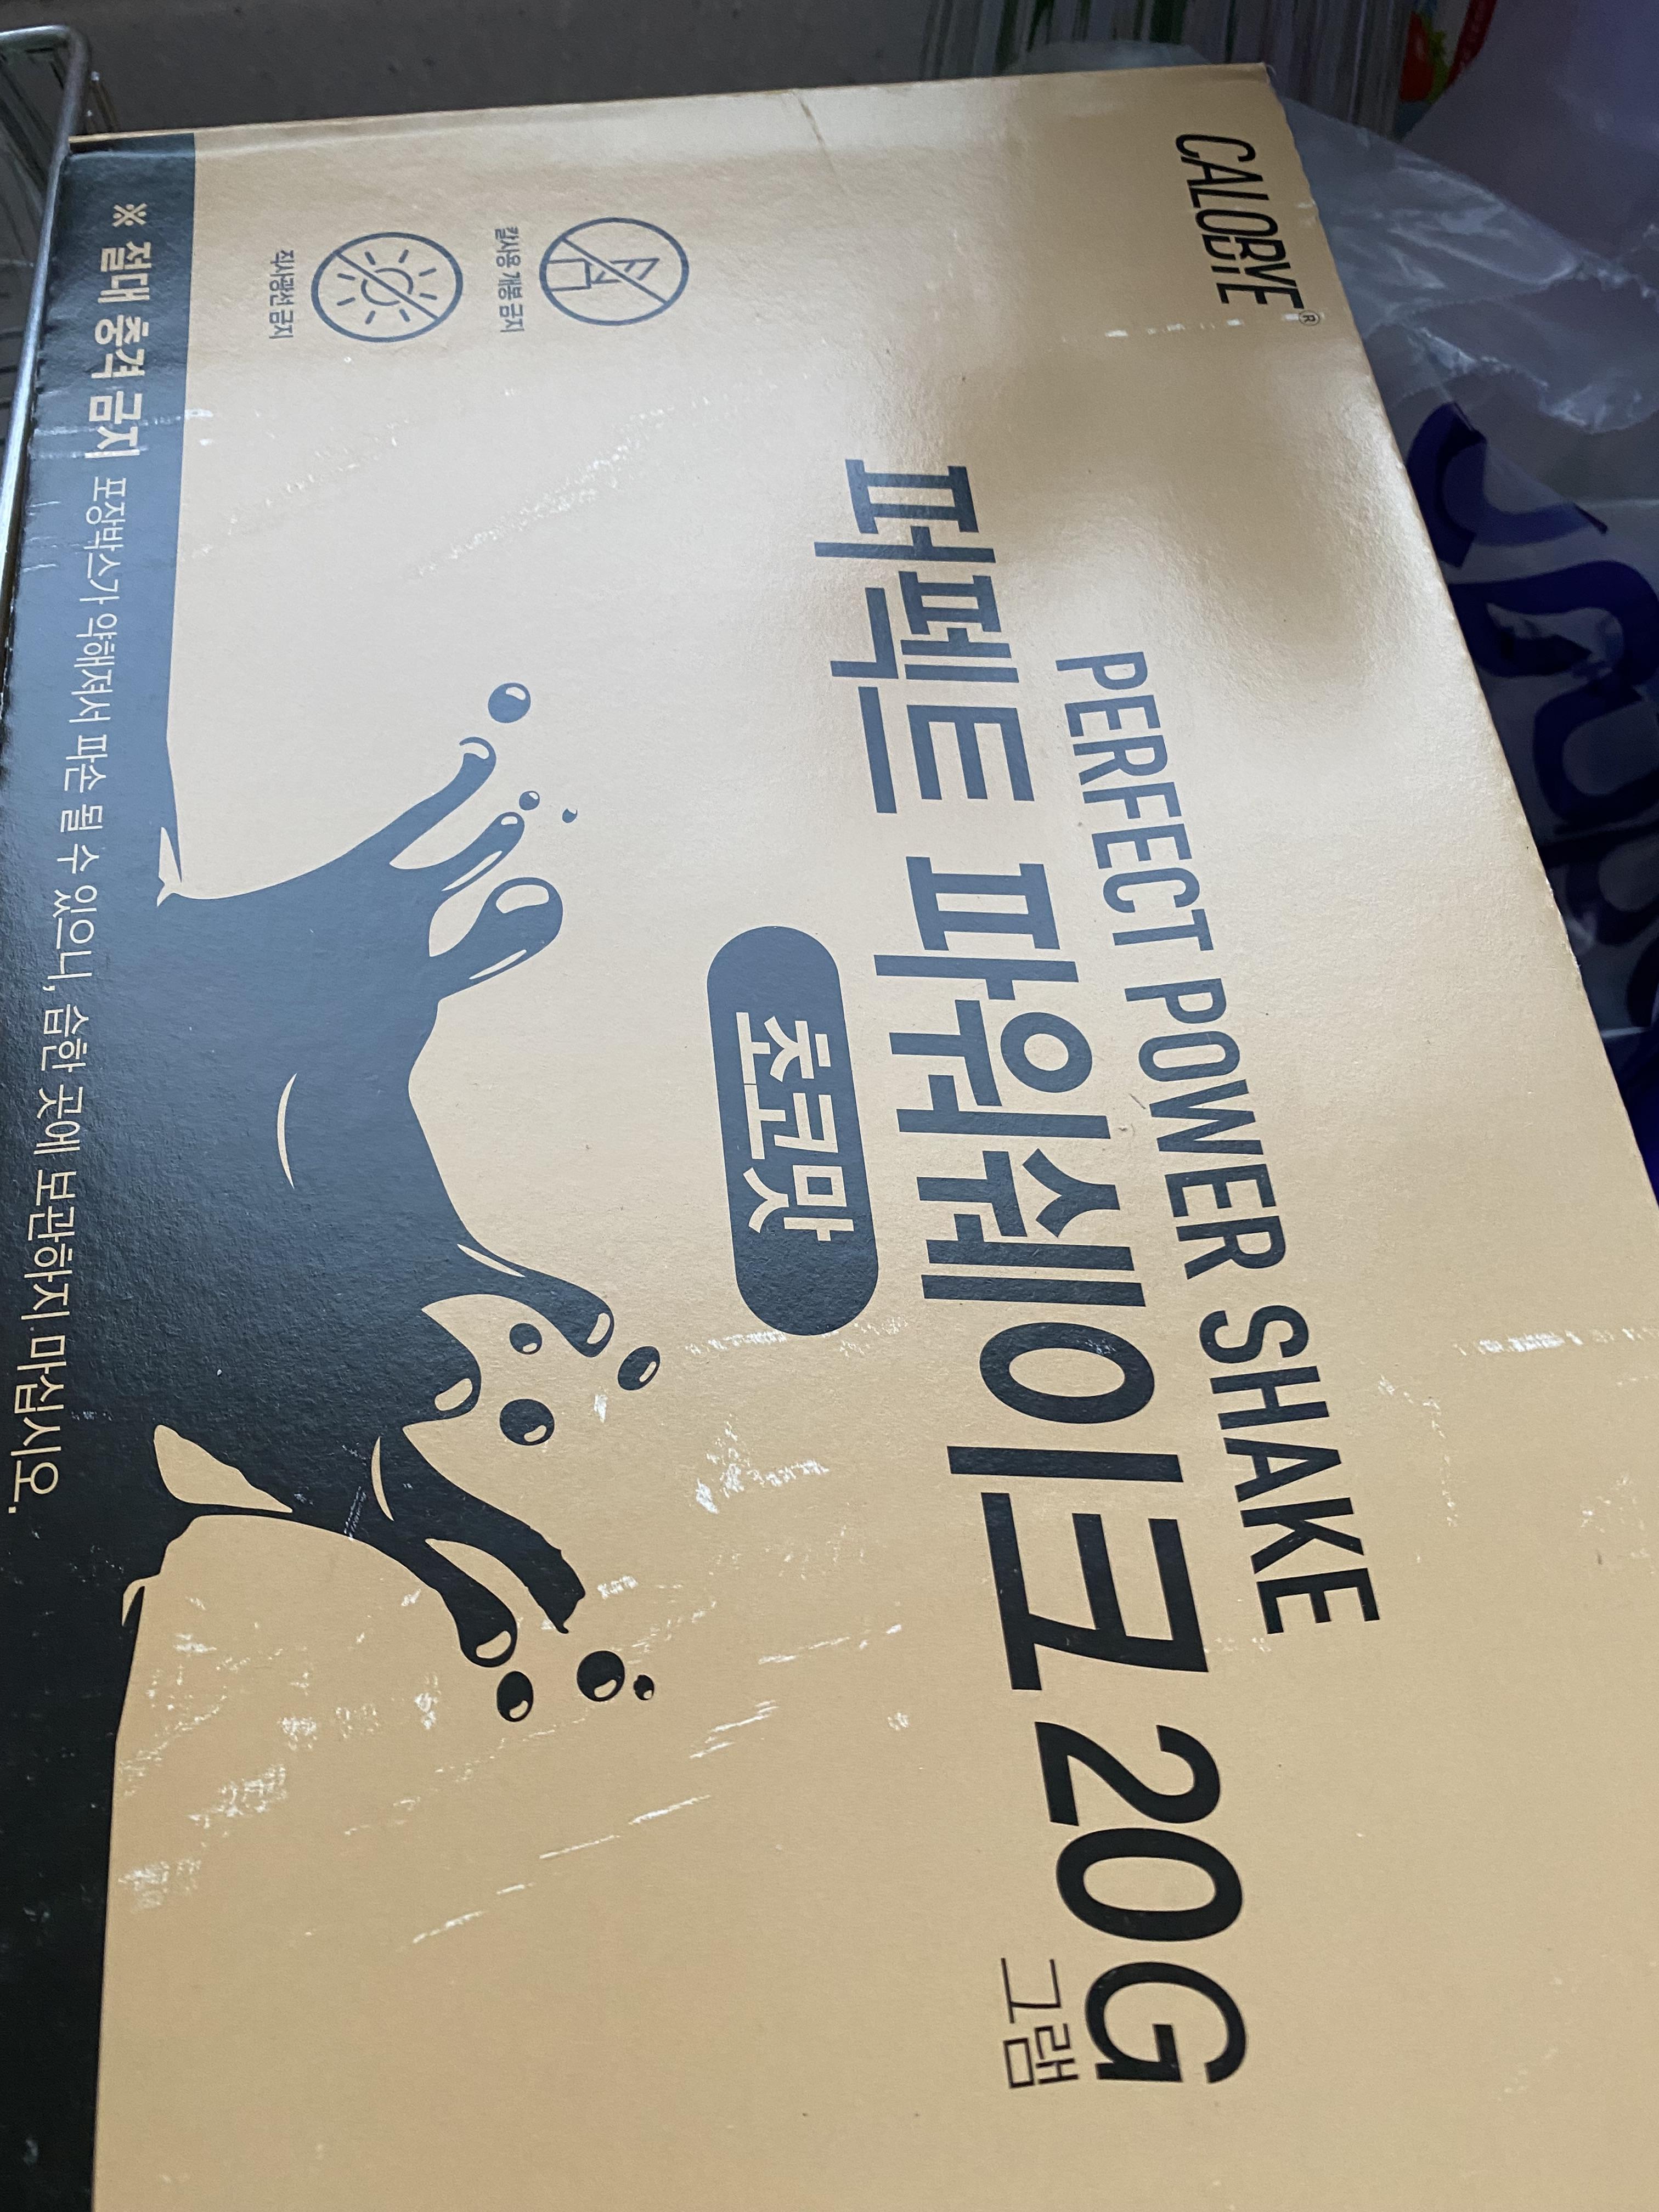 CALOBYE®
PERFECT POWER SHAKE
퍼펙트 파워쉐이크 20G
그램
초코맛
칼사용 개봉 금지
직사광선 금지
※ 절대 충격 금지 포장박스가 약해져서 파손 될 수 있으니, 습한 곳에 보관하지 마십시오.